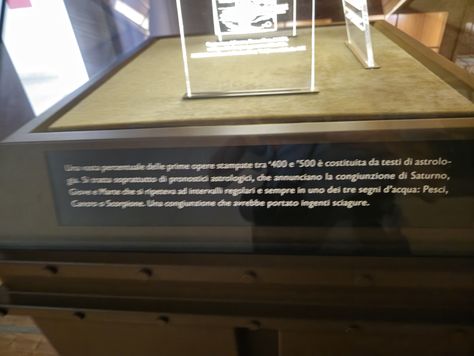 Una vasta percentuale delle prime opere stampate tra '400 e '500 è costituita da testi di astrolo-
gia. Si tratta soprattutto di pronostici astrologici, che annunciano la congiunzione di Saturno,
Giove e Marte che si ripeteva ad intervalli regolari e sempre in uno dei tre segni d'acqua: Pesci,
Cancro o Scorpione. Una congiunzione che avrebbe portato ingenti sciagure.